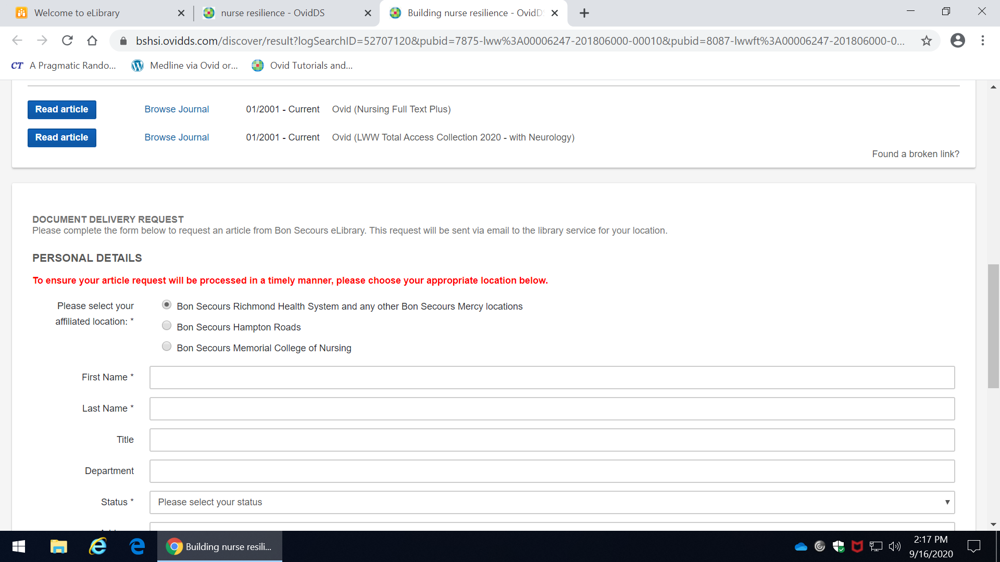 Welcome to eLibrary
nurse resilience - OvidDS
Building nurse resilience - OvidD
bshsi.ovidds.com/discover/result?logSearchID=52707120&pubid=7875-lww%3A00006247-201806000-00010&pubid=8087-lwwft%3A00006247-201806000-0...
CT A Pragmatic Rando...
Medline via Ovid or...
Ovid Tutorials and...
Read article Browse Journal 01/2001 - Current Ovid (Nursing Full Text Plus)
Read article Browse Journal 01/2001 - Current Ovid (LWW Total Access Collection 2020 - with Neurology)
Found a broken link?
DOCUMENT DELIVERY REQUEST
Please complete the form below to request an article from Bon Secours eLibrary. This request will be sent via email to the library service for your location.
PERSONAL DETAILS
To ensure your article request will be processed in a timely manner, please choose your appropriate location below.
Please select your
affiliated location: *
Bon Secours Richmond Health System and any other Bon Secours Mercy locations
Bon Secours Hampton Roads
Bon Secours Memorial College of Nursing
First Name *
Last Name *
Title
Department
Status * Please select your status
Building nurse resili...
2:17 PM
9/16/2020